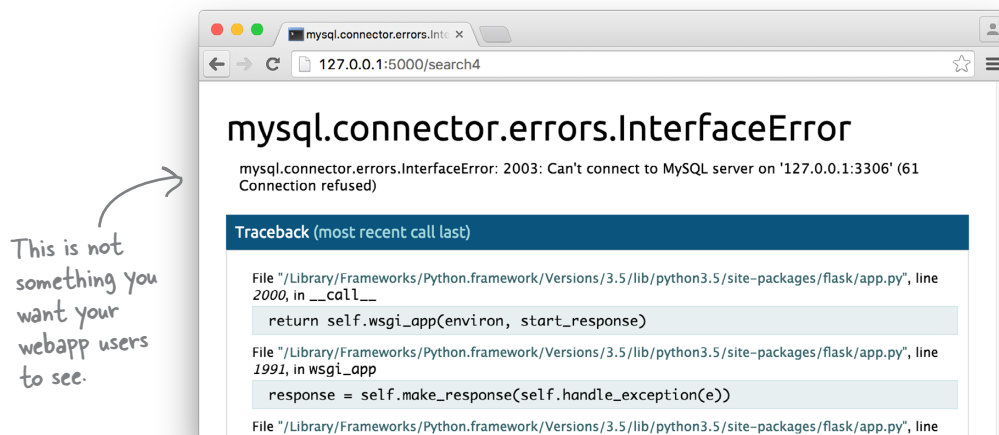 mysql.connector.errors.Inte
127.0.0.1:5000/search4
mysql.connector.errors.InterfaceError
mysql.connector.errors.InterfaceError: 2003: Can't connect to MySQL server on '127.0.0.1:3306' (61
Connection refused)
This is not
something you
want your
webapp users
to see.
Traceback (most recent call last)
File "/Library/Frameworks/Python.framework/Versions/3.5/lib/python3.5/site-packages/flask/app.py", line
2000, in __call__
return self.wsgi_app(environ, start_response)
File "/Library/Frameworks/Python.framework/Versions/3.5/lib/python3.5/site-packages/flask/app.py", line
1991, in wsgi_app
response = self.make_response(self.handle_exception(e))
File "/Library/Frameworks/Python.framework/Versions/3.5/lib/python3.5/site-packages/flask/app.py", line